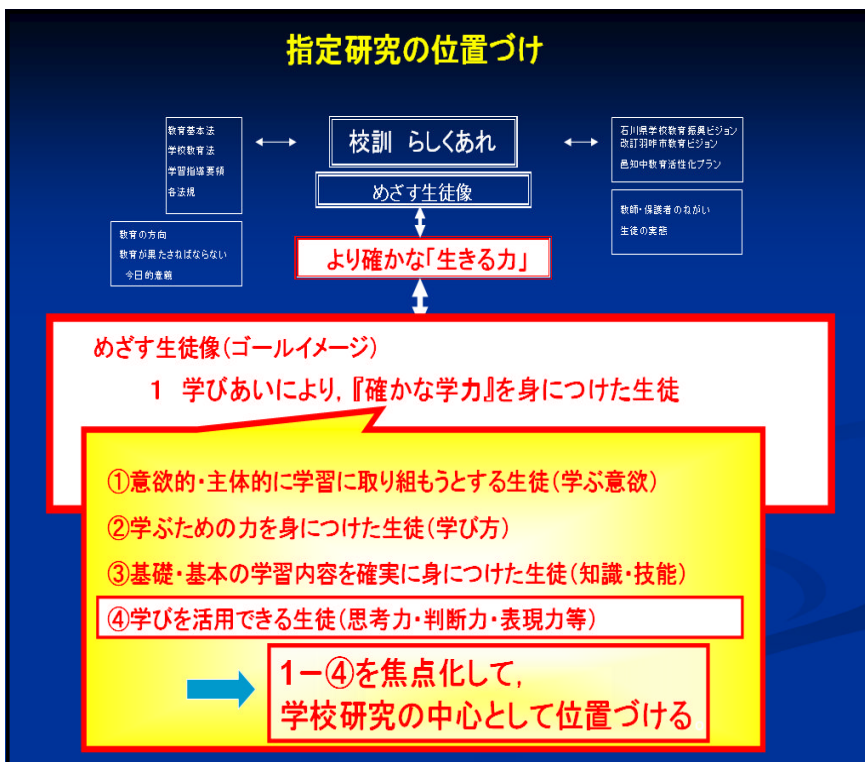 指定研究の位置づけ
教育基本法
学校教育法
学習指導要領
各法規
校訓 らしくあれ
めざす生徒像
石川県学校教育振興ビジョン
改訂羽咋市教育ビジョン
邑知中教育活性化プラン
教師・保護者のねがい
生徒の実態
教育の方向
教育が果たさねばならない
今日的意義
より確かな「生きる力」
めざす生徒像(ゴールイメージ)
1 学びあいにより,『確かな学力』を身につけた生徒
①意欲的・主体的に学習に取り組もうとする生徒(学ぶ意欲)
②学ぶための力を身につけた生徒(学び方)
③基礎・基本の学習内容を確実に身につけた生徒(知識・技能)
④学びを活用できる生徒(思考力・判断力・表現力等)
1－④を焦点化して,
学校研究の中心として位置づける